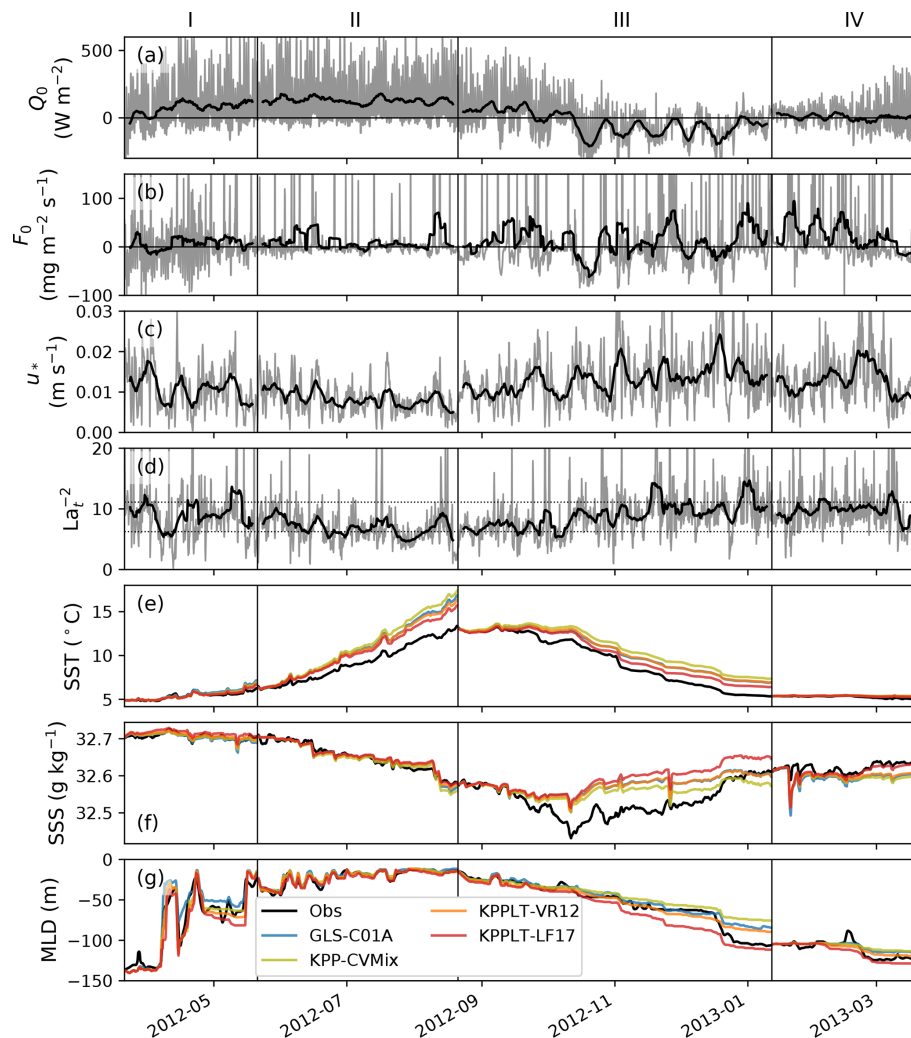 I II III IV
(a)
500
0
Q₀
(W m⁻²)
(b)
100
0
−100
F₀
(mg m⁻² s⁻¹)
(c)
0.03
0.02
0.01
0.00
u*
(m s⁻¹)
(d)
20
10
0
Laₜ⁻²
(e)
15
10
5
SST (°C)
32.7
32.6
32.5
SSS (g kg⁻¹)
(f)
(g)
0
−50
−100
−150
MLD (m)
Obs
GLS-C01A
KPP-CVMix
KPPLT-VR12
KPPLT-LF17
2012-05 2012-07 2012-09 2012-11 2013-01 2013-03